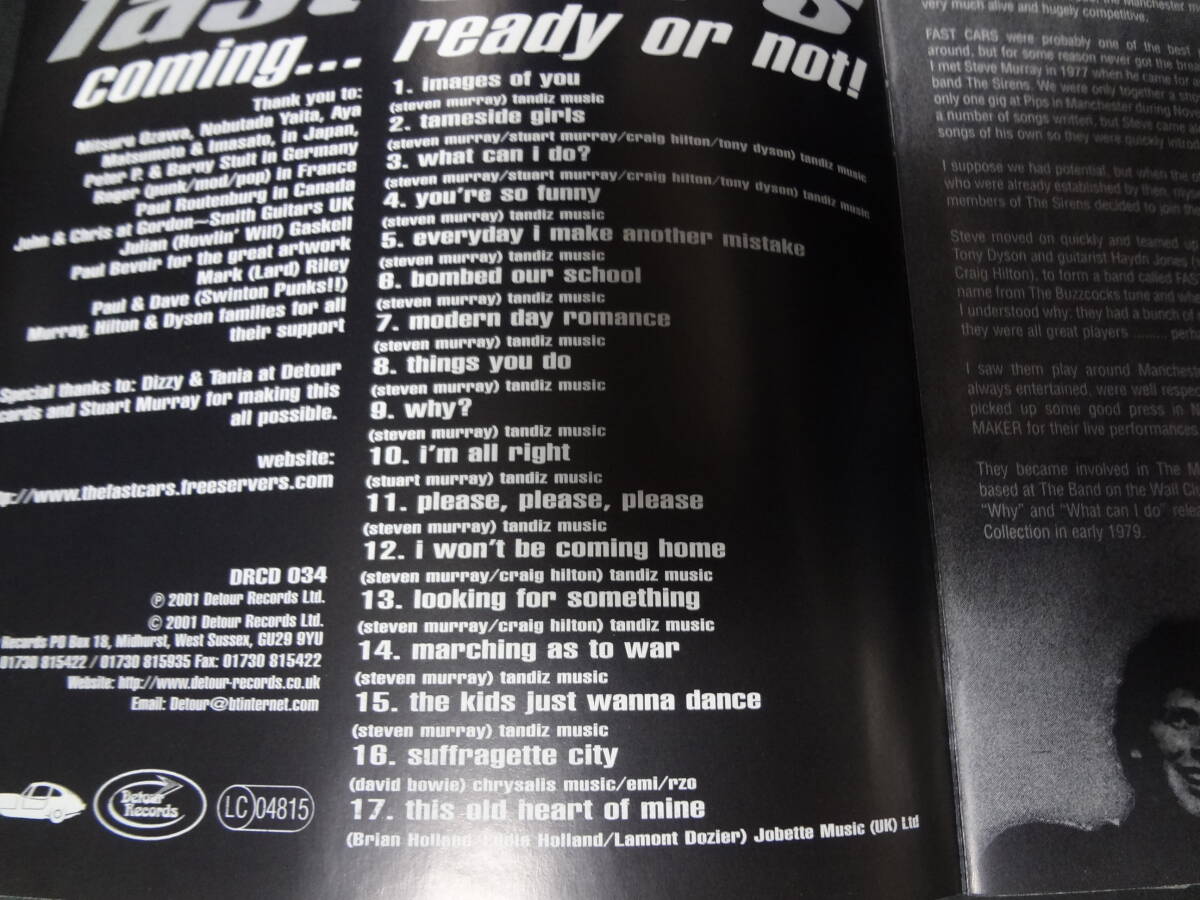 coming... ready or not!
Thank you to:
Mitsuro Ozawa, Nobutada Yaita, Aya
Matsumoto & Imasato, in Japan,
Peter P. & Barny Stult in Germany
Roger (punk/mod/pop) in France
Paul Routenburg in Canada
John & Chris at Gordon~Smith Guitars UK
Julian (Howlin' Wilf) Gaskell
Paul Bevoir for the great artwork
Mark (Lard) Riley
Paul & Dave (Swinton Punks!!)
Murray, Hilton & Dyson families for all
their support
Special thanks to: Dizzy & Tania at Detour
and Stuart Murray for making this
all possible.
website:
//www.thefastcars.freeservers.com
DRCD 034
℗ 2001 Detour Records Ltd.
© 2001 Detour Records Ltd.
Records PO Box 18, Midhurst, West Sussex, GU29 9YU
01730 815422 / 01730 815935 Fax: 01730 815422
Website: http://www.detour-records.co.uk
Email: Detour@btinternet.com
Detour
Records
LC 04815
1. images of you
(steven murray) tandiz music
2. tameside girls
(steven murray/stuart murray/craig hilton/tony dyson) tandiz music
3. what can i do?
(steven murray/stuart murray/craig hilton/tony dyson) tandiz music
4. you're so funny
(steven murray) tandiz music
5. everyday i make another mistake
(steven murray) tandiz music
6. bombed our school
(steven murray) tandiz music
7. modern day romance
(steven murray) tandiz music
8. things you do
(steven murray) tandiz music
9. why?
(steven murray) tandiz music
10. i'm all right
(stuart murray) tandiz music
11. please, please, please
(steven murray) tandiz music
12. i won't be coming home
(steven murray/craig hilton) tandiz music
13. looking for something
(steven murray/craig hilton) tandiz music
14. marching as to war
(steven murray) tandiz music
15. the kids just wanna dance
(steven murray) tandiz music
16. suffragette city
(david bowie) chrysalis music/emi/rzo
17. this old heart of mine
(Brian Holland/ Holland/Lamont Dozier) Jobette Music (UK) Ltd
the Manchester
very much alive and hugely competitive.
FAST CARS were probably one of the best
around, but for some reason never got the
I met Steve Murray in 1977 when he came for
band The Sirens. We were only together a
only one gig at Pips in Manchester during
a number of songs written, but Steve came
songs of his own so they were quickly
I suppose we had potential, but when the
who were already established by then,
members of The Sirens decided to join
Steve moved on quickly and teamed
Tony Dyson and guitarist Haydn Jones
Craig Hilton), to form a band called
name from The Buzzcocks tune and
I understood why: they had a bunch of
they were all great players ........
I saw them play around Manchester
always entertained, were well
picked up some good press in
MAKER for their live performances.
They became involved in The
based at The Band on the Wall
"Why" and "What can I do"
Collection in early 1979.